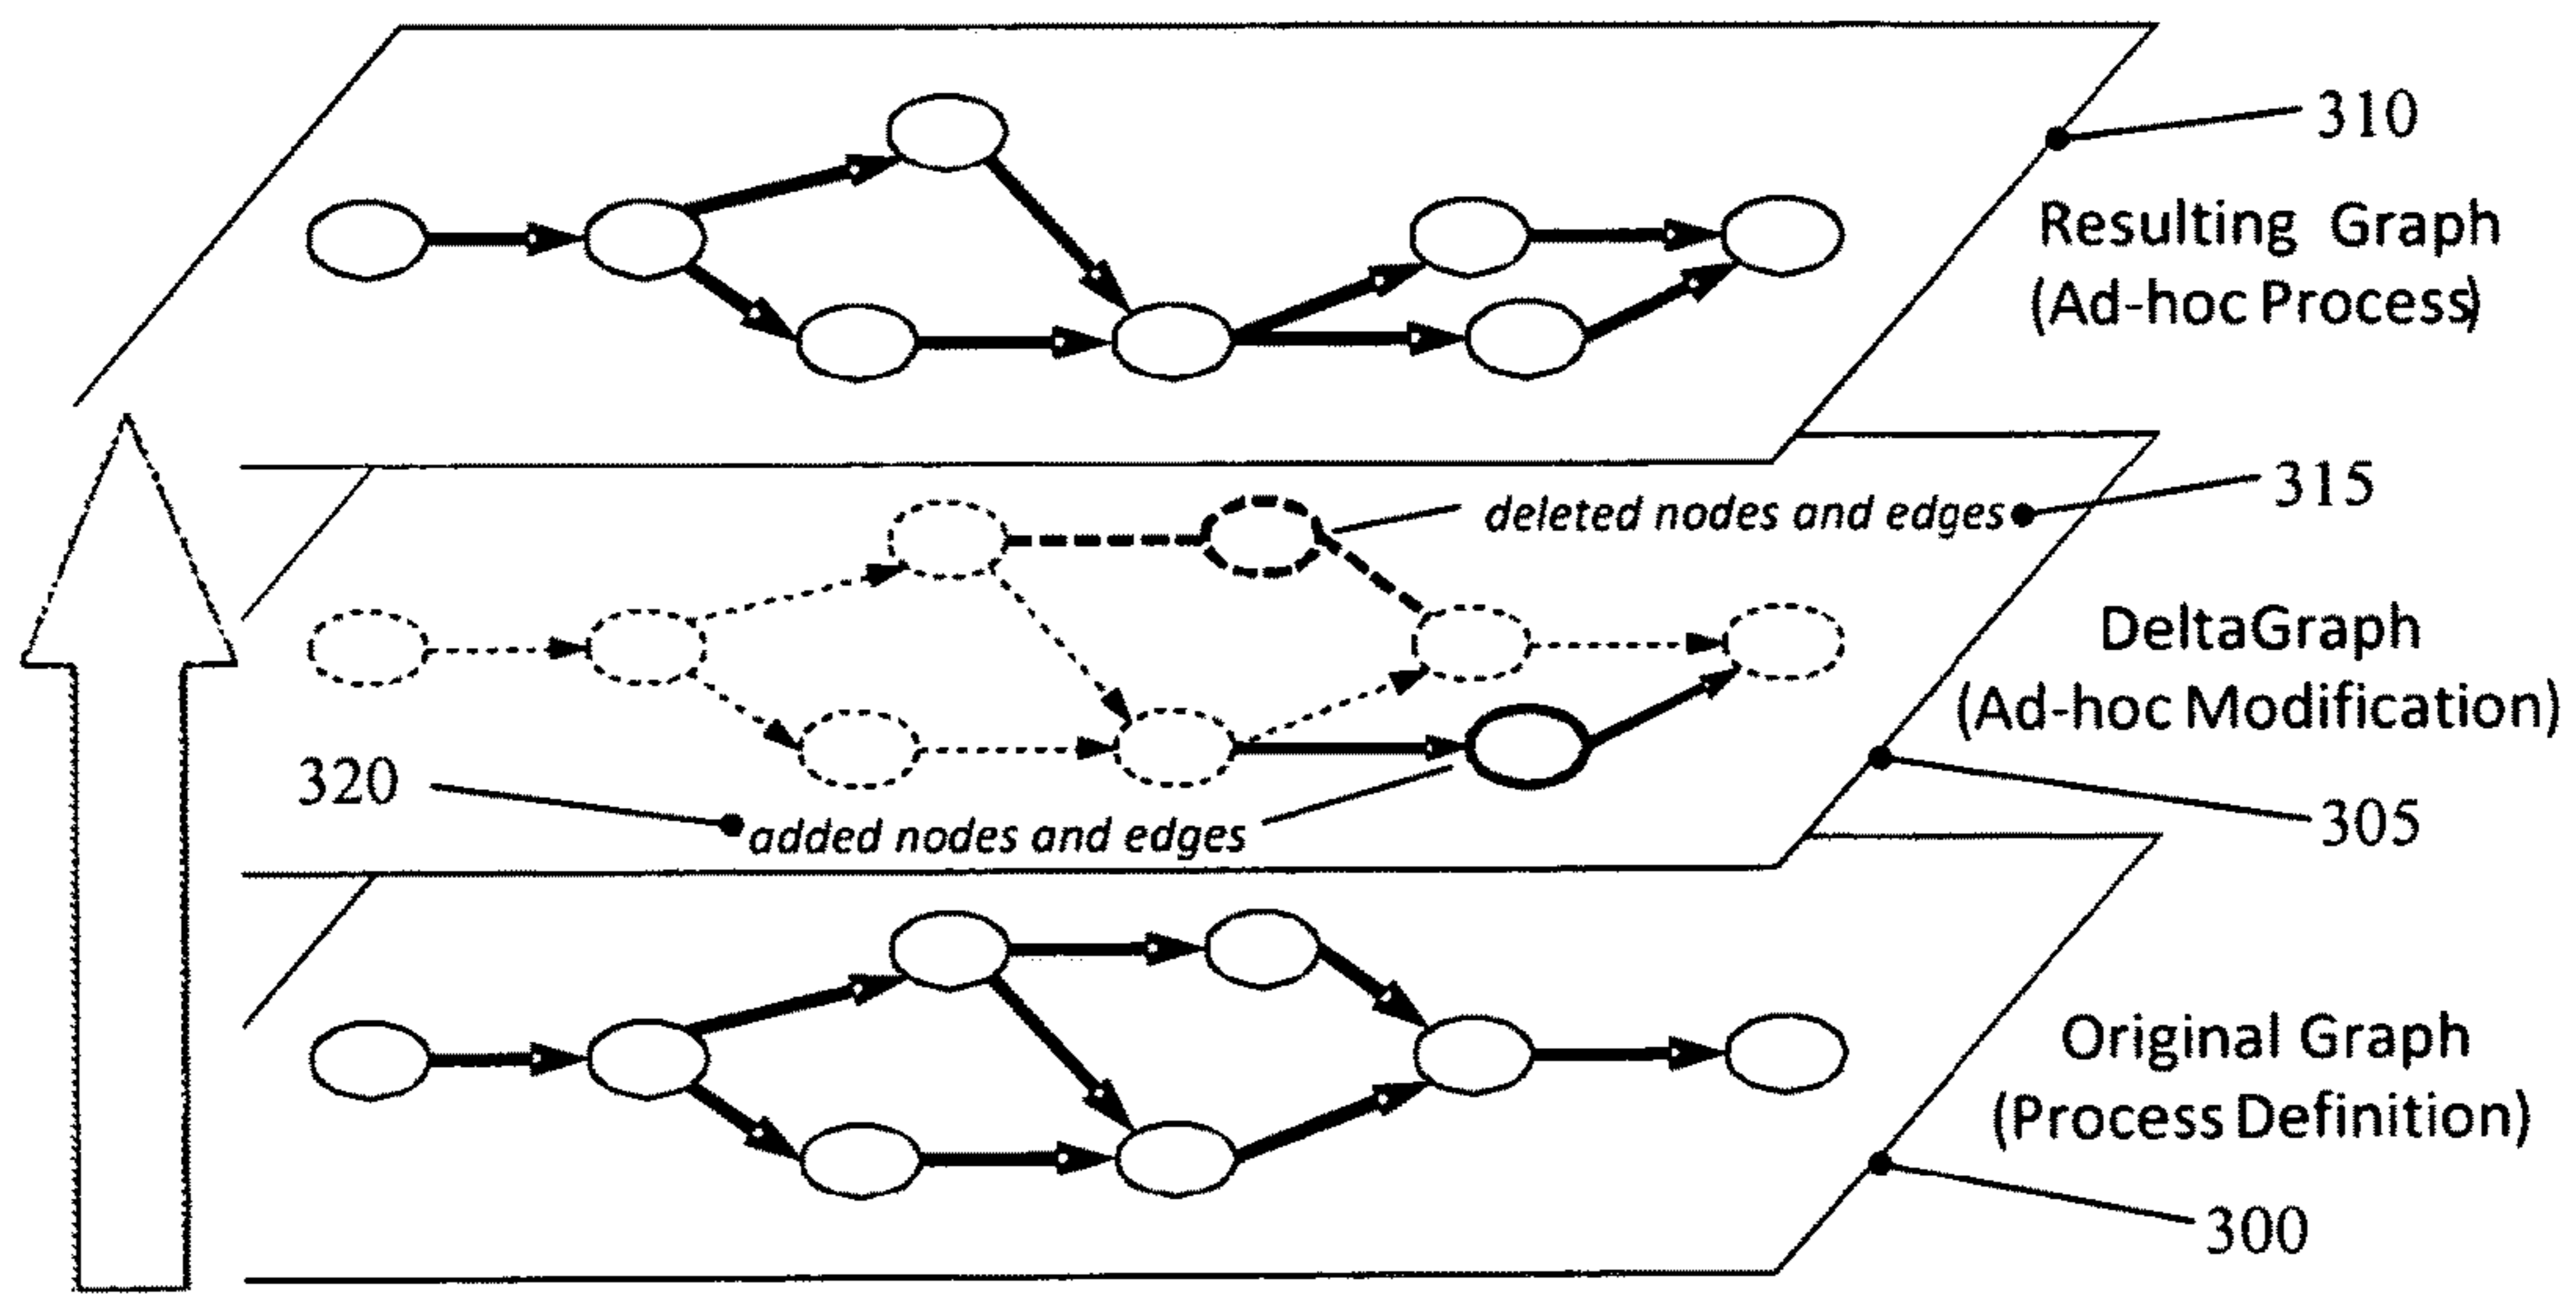 310
Resulting Graph
(Ad-hoc Process)
315
deleted nodes and edges
DeltaGraph
(Ad-hoc Modification)
320
added nodes and edges
305
Original Graph
(Process Definition)
300